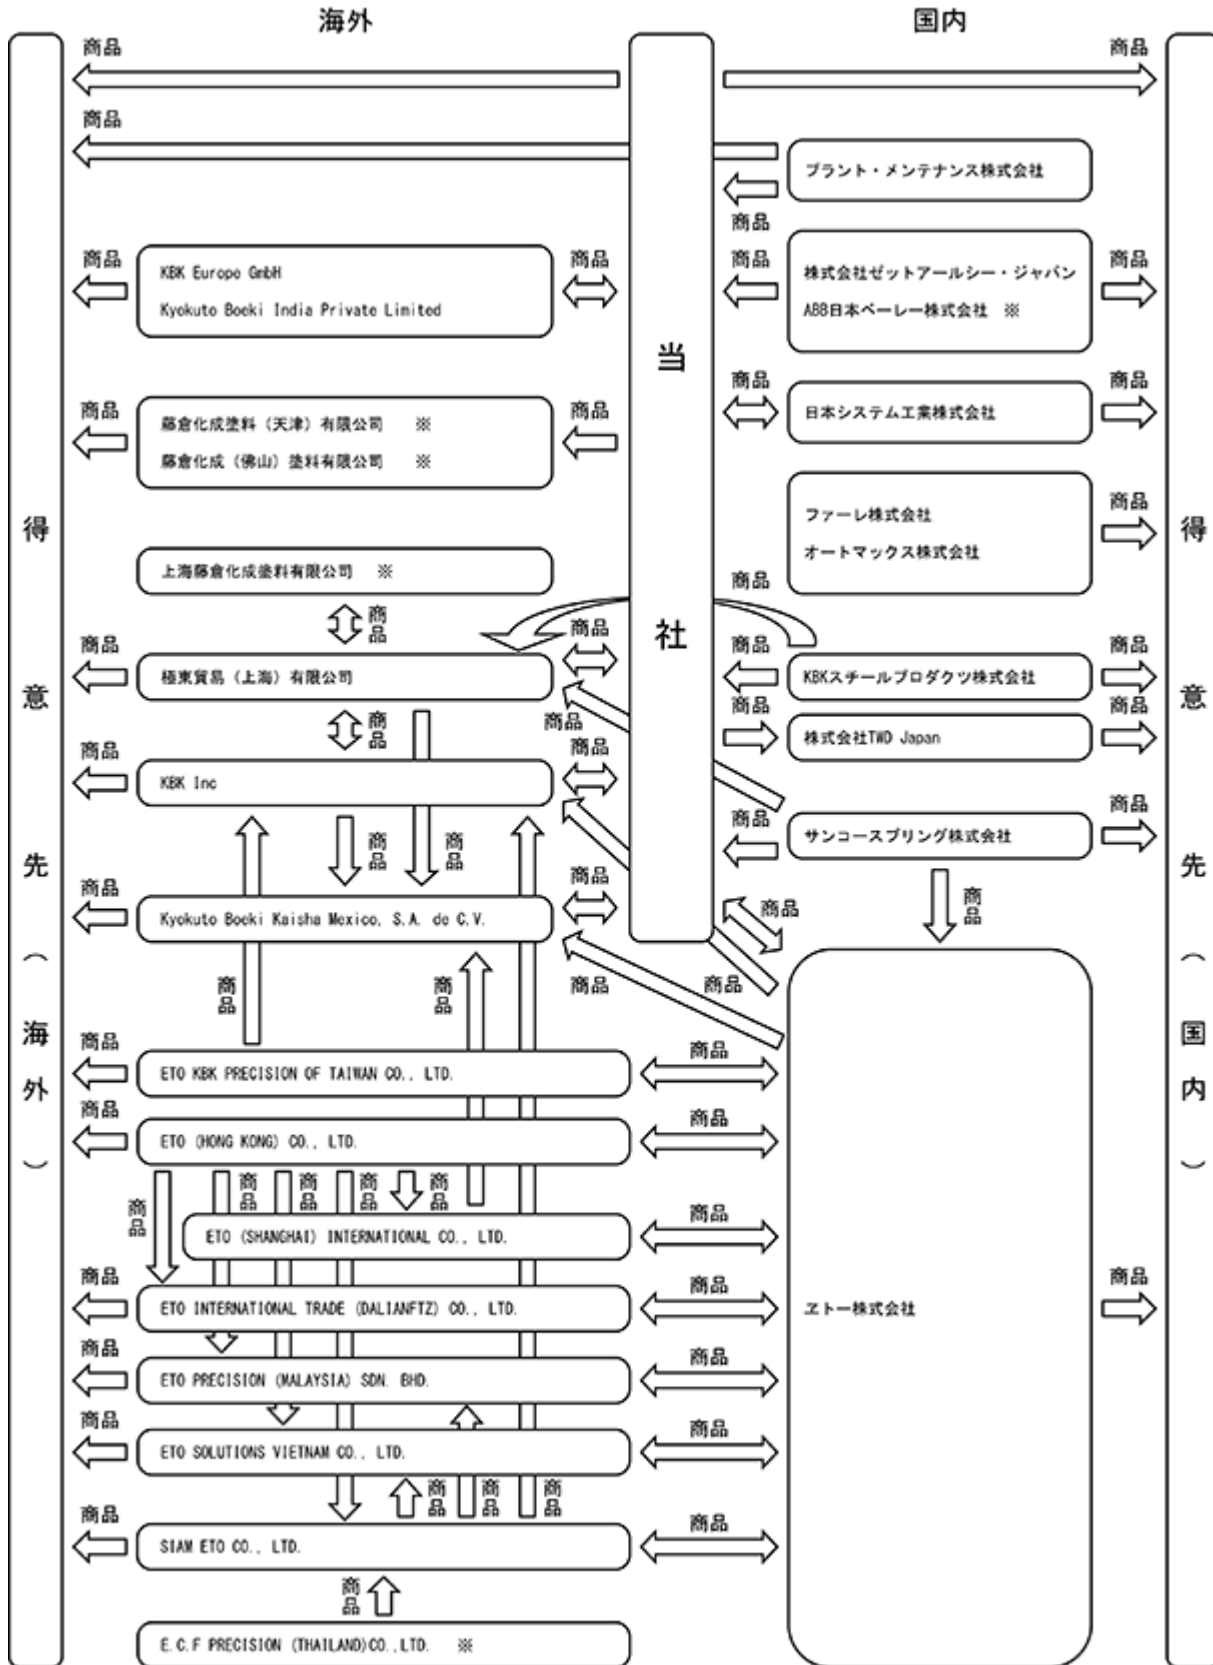 海外
国内
商品
商品
商品
プラント・メンテナンス株式会社
商品
商品
商品
商品
商品
KBK Europe GmbH
Kyokuto Boeki India Private Limited
株式会社ゼットアールシー・ジャパン
ABB日本ベーレー株式会社 ※
当社
商品
商品
商品
商品
藤倉化成塗料（天津）有限公司 ※
藤倉化成（佛山）塗料有限公司 ※
日本システム工業株式会社
商品
ファーレ株式会社
オートマックス株式会社
得意先（海外）
得意先（国内）
上海藤倉化成塗料有限公司 ※
商品
商品
商品
商品
商品
商品
極東貿易（上海）有限公司
KBKスチールプロダクツ株式会社
商品
商品
商品
商品
商品
商品
株式会社TWD Japan
KBK Inc
商品
商品
サンコースプリング株式会社
商品
商品
商品
商品
商品
商品
Kyokuto Boeki Kaisha Mexico, S.A. de C.V.
商品
商品
商品
商品
商品
商品
ETO KBK PRECISION OF TAIWAN CO., LTD.
商品
商品
ETO (HONG KONG) CO., LTD.
商品
商品
商品
商品
商品
商品
ETO (SHANGHAI) INTERNATIONAL CO., LTD.
商品
商品
商品
ETO INTERNATIONAL TRADE (DALIANFTZ) CO., LTD.
ヱトー株式会社
商品
商品
ETO PRECISION (MALAYSIA) SDN. BHD.
商品
商品
ETO SOLUTIONS VIETNAM CO., LTD.
商品
商品
商品
商品
SIAM ETO CO., LTD.
商品
E.C.F PRECISION (THAILAND)CO.,LTD. ※